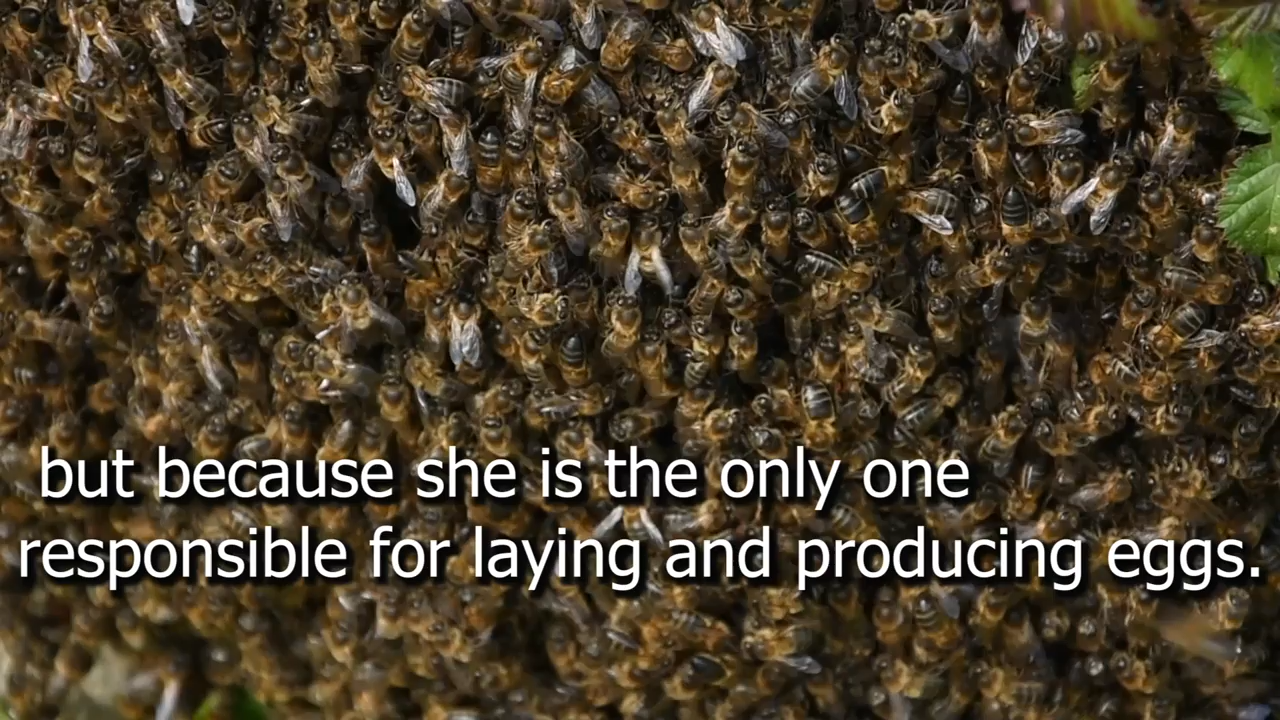 but because she is the only one
responsible for laying and producing eggs.